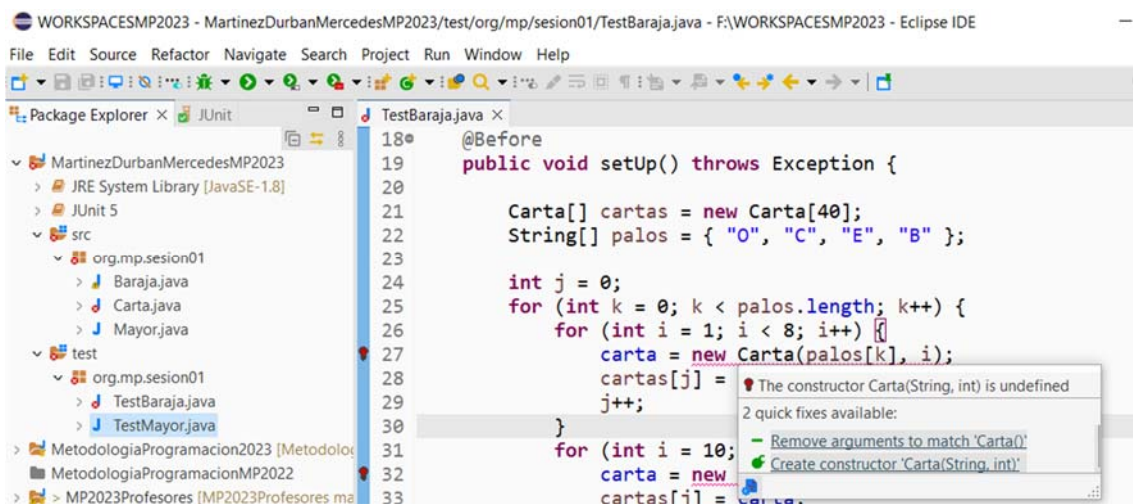 WORKSPACESMP2023 - MartinezDurbanMercedesMP2023/test/org/mp/sesion01/TestBaraja.java - F:\WORKSPACESMP2023 - Eclipse IDE
File Edit Source Refactor Navigate Search Project Run Window Help
Package Explorer JUnit
TestBaraja.java
MartinezDurbanMercedesMP2023
JRE System Library [JavaSE-1.8]
JUnit 5
src
org.mp.sesion01
Baraja.java
Carta.java
Mayor.java
test
org.mp.sesion01
TestBaraja.java
TestMayor.java
MetodologiaProgramacion2023 [Metodolog
MetodologiaProgramacionMP2022
> MP2023Profesores [MP2023Profesores ma
18 @Before
19 public void setUp() throws Exception {
20
21 Carta[] cartas = new Carta[40];
22 String[] palos = { "O", "C", "E", "B" };
23
24 int j = 0;
25 for (int k = 0; k < palos.length; k++) {
26 for (int i = 1; i < 8; i++) {
27 carta = new Carta(palos[k], i);
28 cartas[j] =
29 j++;
30 }
31 for (int i = 10;
32 carta = new
33 cartas[j] = carta;
The constructor Carta(String, int) is undefined
2 quick fixes available:
Remove arguments to match 'Carta()'
Create constructor 'Carta(String, int)'